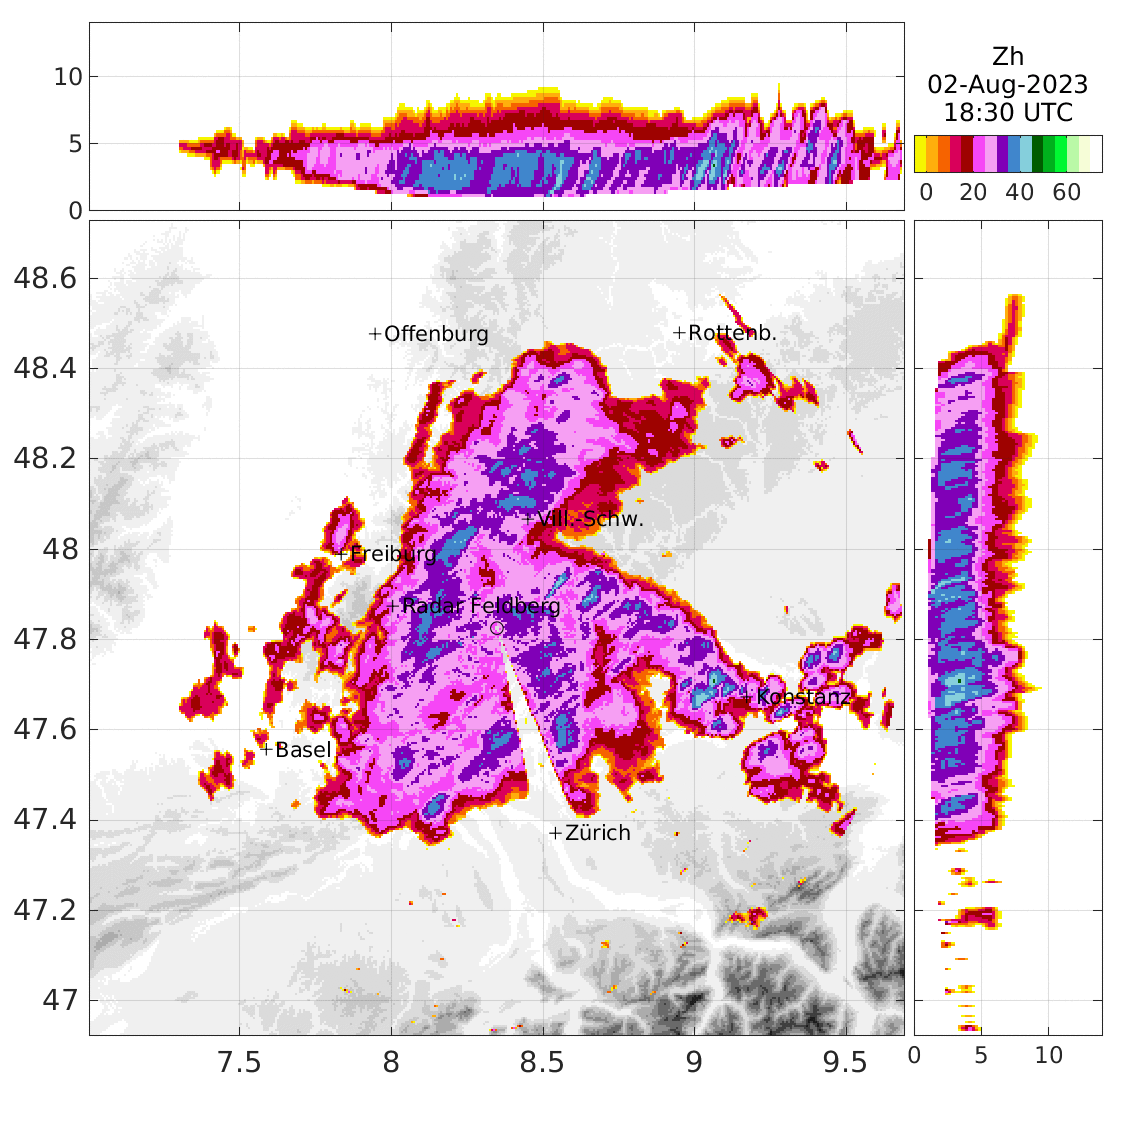 10
5
0
Zh
02-Aug-2023
18:30 UTC
0 20 40 60
48.6
48.4
48.2
48
47.8
47.6
47.4
47.2
47
+Offenburg
+Rottenb.
+Vill.-Schw.
+Freiburg
+Radar Feldberg
+Konstanz
+Basel
+Zürich
7.5 8 8.5 9 9.5
0 5 10